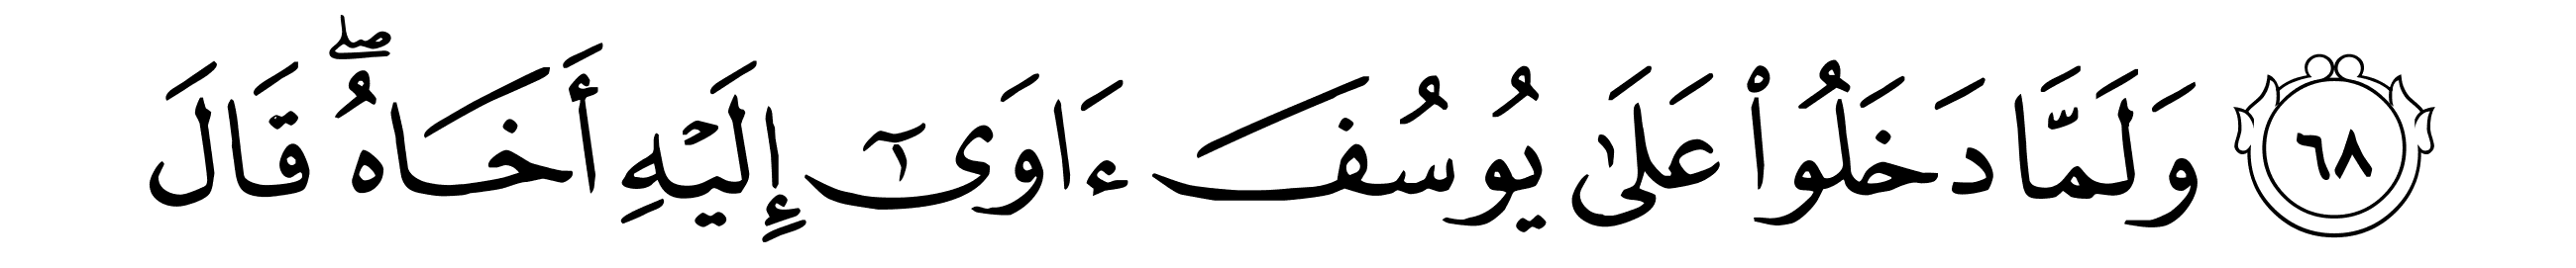 ٦٨ وَلَمَّا دَخَلُوا۟ عَلَىٰ يُوسُفَ ءَاوَىٰٓ إِلَيْهِ أَخَاهُ ۖ قَالَ